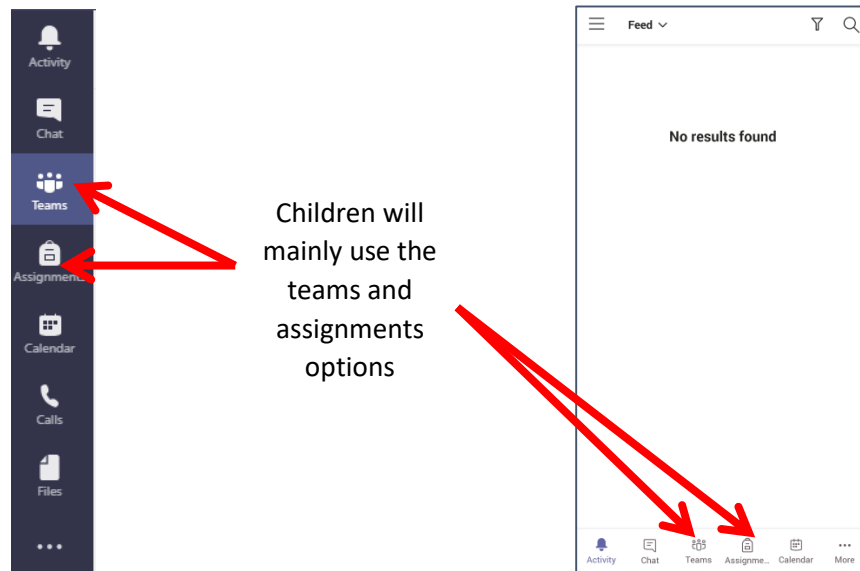 Activity
Chat
Teams
Assignments
Calendar
Calls
Files
...
Children will
mainly use the
teams and
assignments
options
Feed
No results found
Activity Chat Teams Assignme... Calendar More